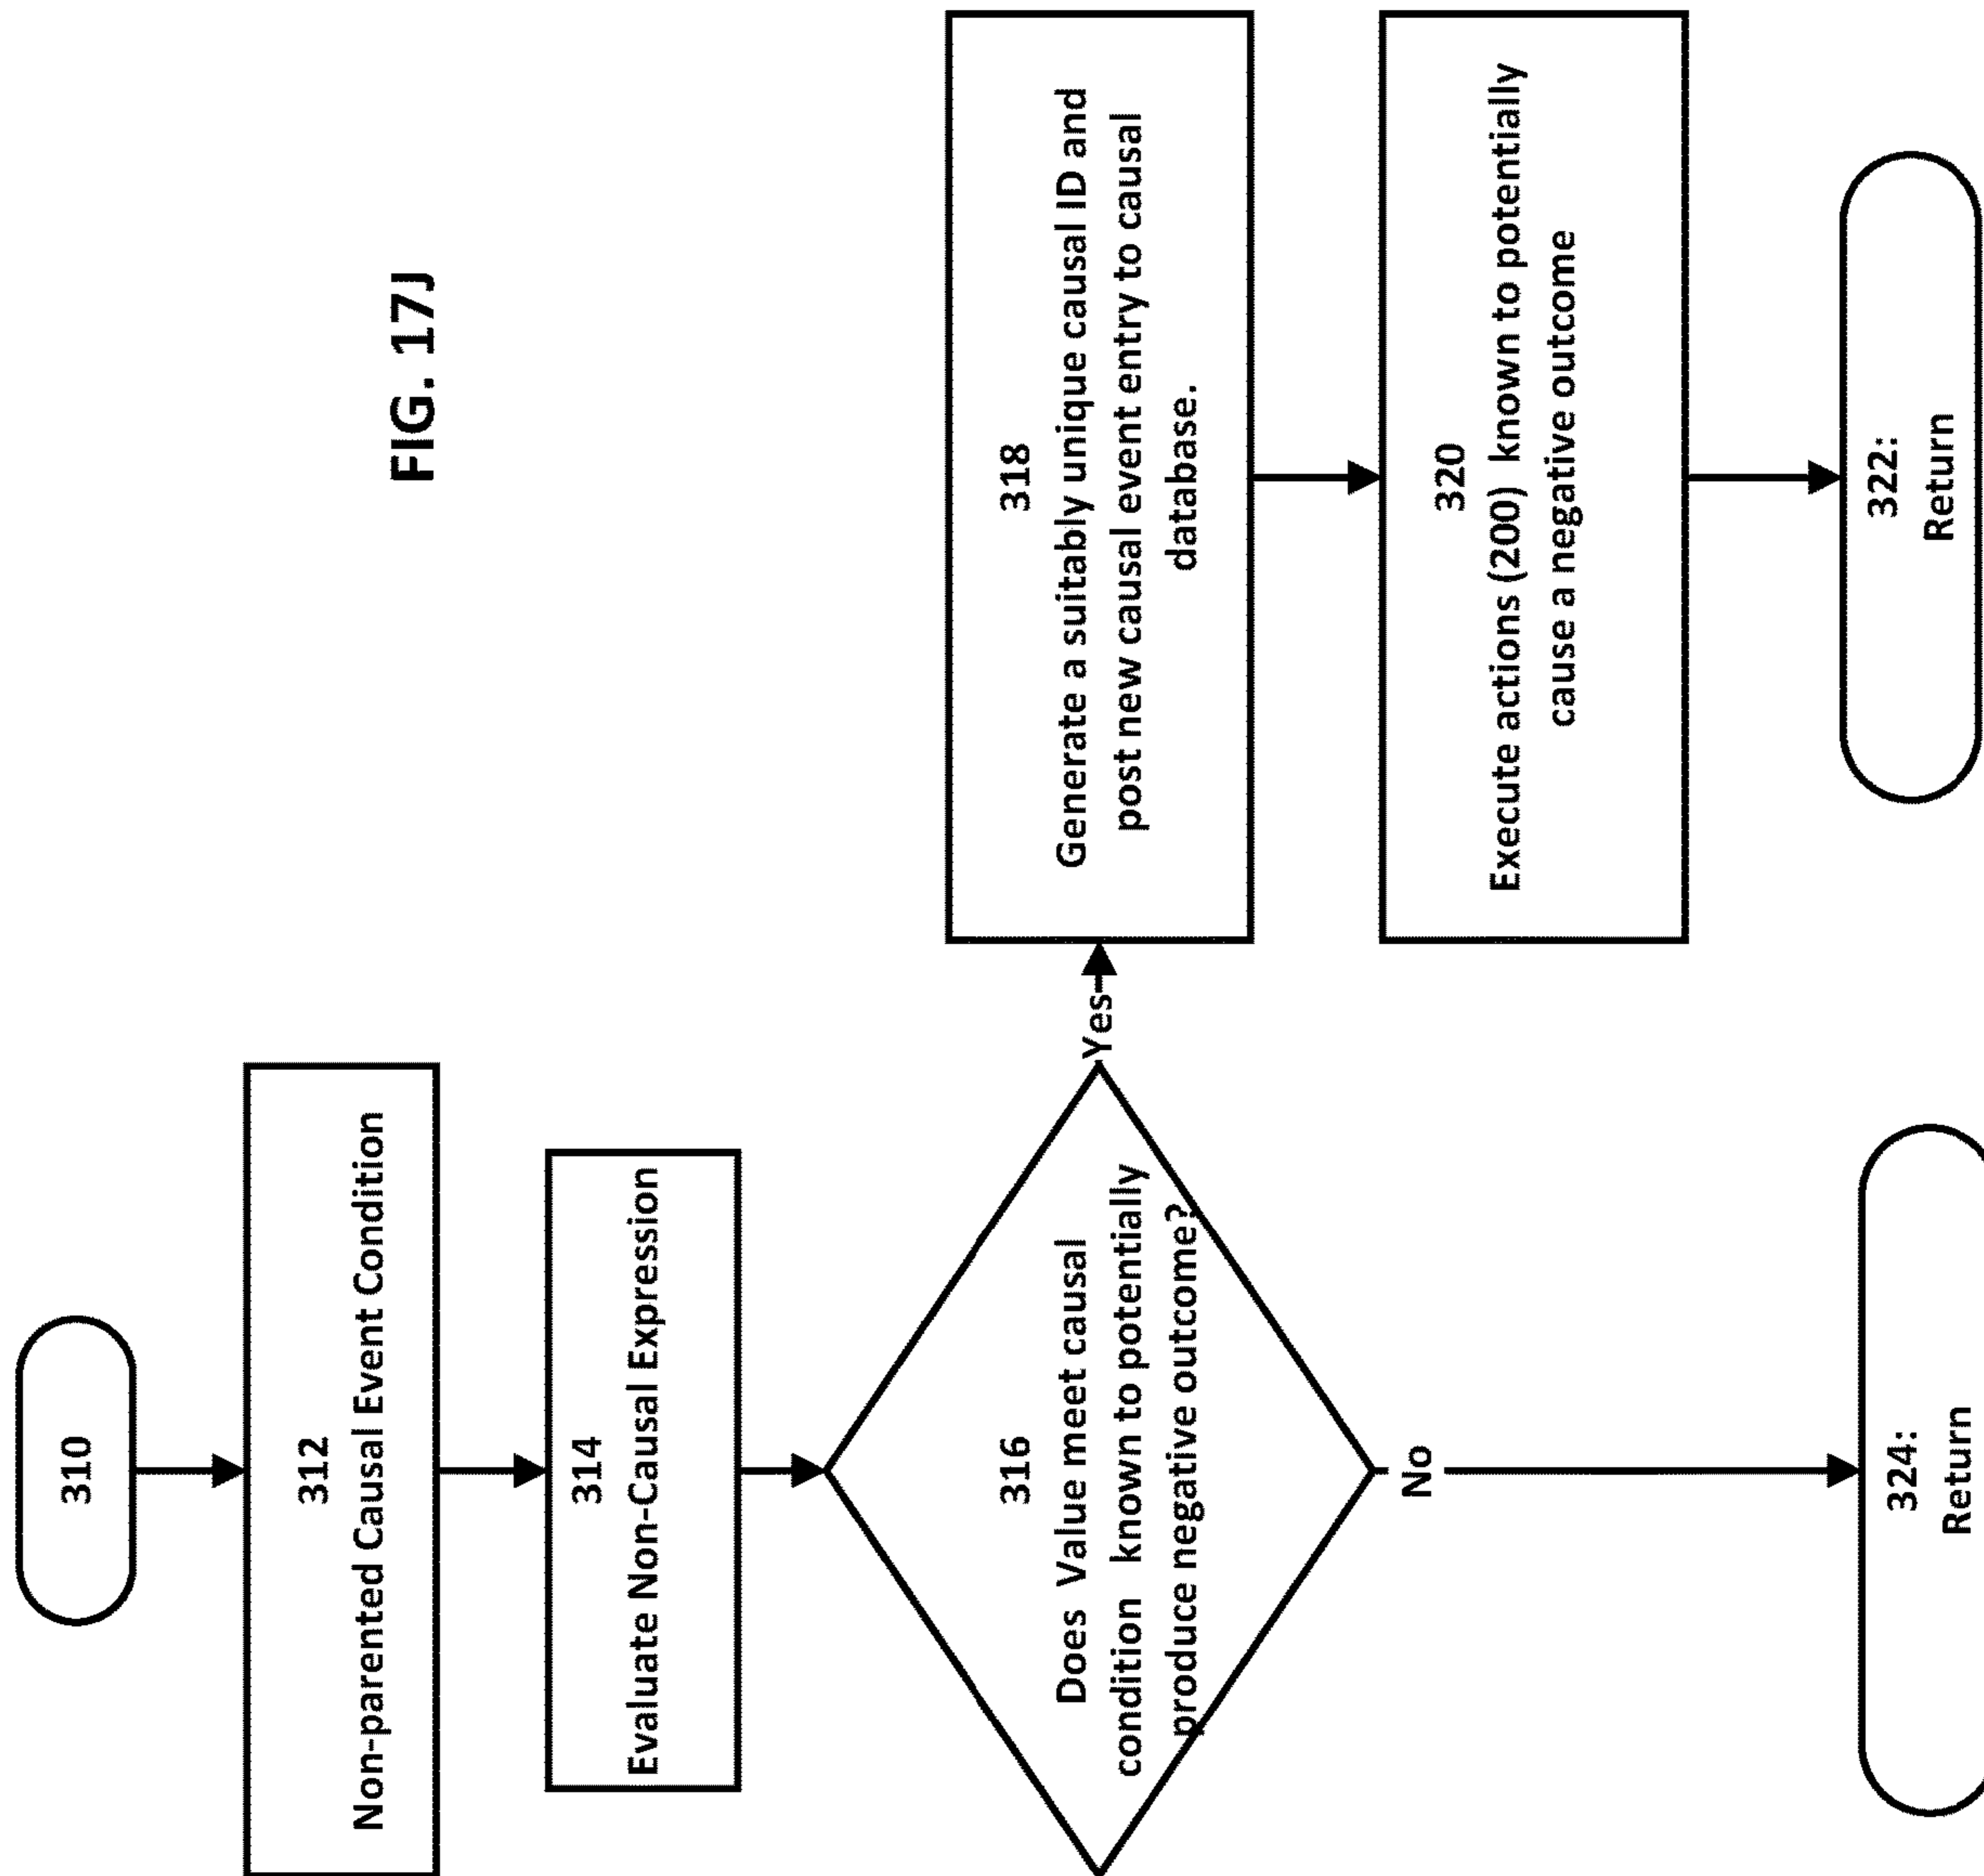 FIG. 17J
310
312
Non-parented Causal Event Condition
314
Evaluate Non-Causal Expression
316
Does Value meet causal
condition known to potentially
produce negative outcome?
Yes
No
318
Generate a suitably unique causal ID and
post new causal event entry to causal
database.
320
Execute actions (200) known to potentially
cause a negative outcome
322:
Return
324:
Return